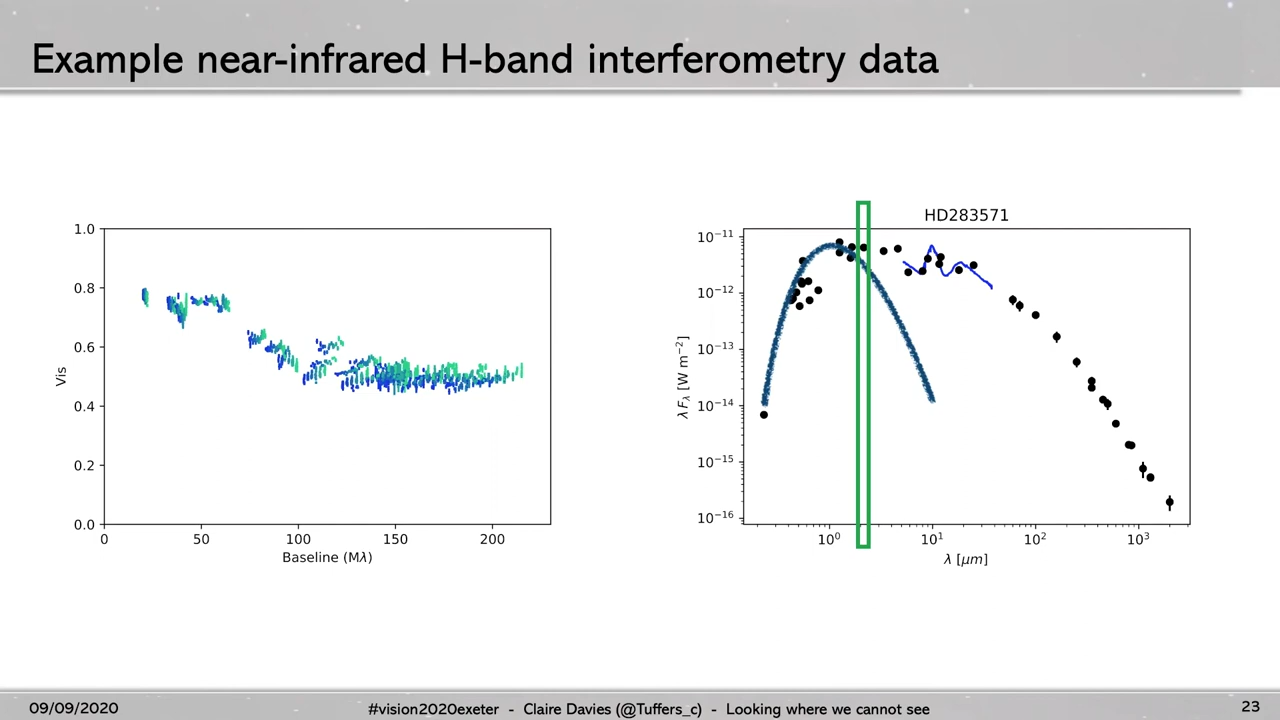 Example near-infrared H-band interferometry data
1.0
0.8
0.6
0.4
0.2
0.0
Vis
0 50 100 150 200
Baseline (Mλ)
HD283571
10⁻¹¹
10⁻¹²
10⁻¹³
10⁻¹⁴
10⁻¹⁵
10⁻¹⁶
λ F_λ [W m⁻²]
10⁰ 10¹ 10² 10³
λ [μm]
09/09/2020
#vision2020exeter - Claire Davies (@Tuffers_c) - Looking where we cannot see
23